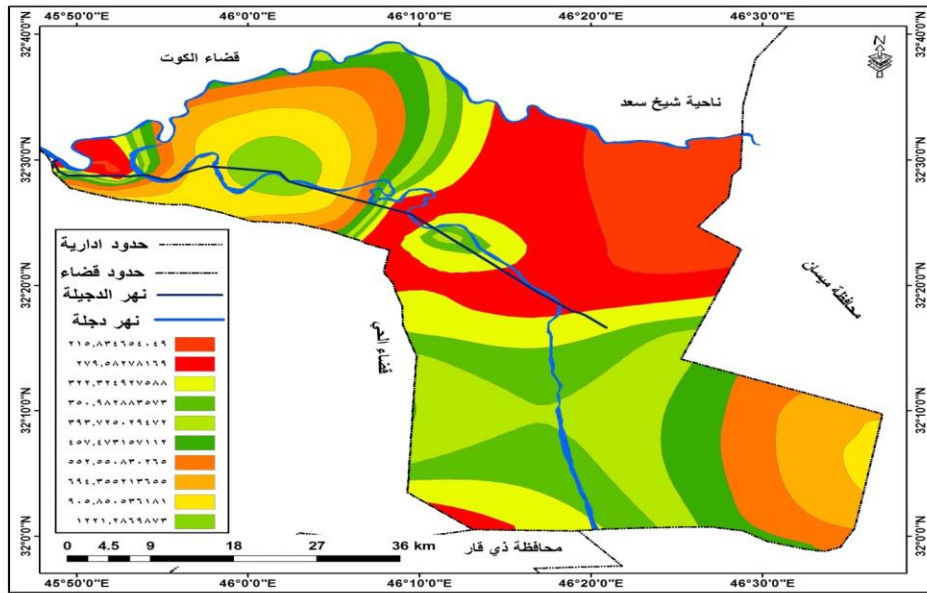 45°50'0"E 46°0'0"E 46°10'0"E 46°20'0"E 46°30'0"E
32°40'0"N
32°30'0"N
32°20'0"N
32°10'0"N
32°0'0"N
N
قضاء الكوت
ناحية شيخ سعد
محافظة ميسان
قضاء الحي
محافظة ذي قار
حدود ادارية
حدود قضاء
نهر الدجيلة
نهر دجلة
٢١٥.٨٣٤٦٥٤٠٤٩
٢٧٩.٥٨٢٧٨١٦٩
٣٢٢.٣٢٤٩٢٧٥٨٨
٣٥٠.٩٨٢٨٨٣٥٧٣
٣٩٣.٧٢٥٠٢٩٤٧٢
٤٥٧.٤٧٣١٥٧١١٢
٥٥٢.٥٥٠٨٣٠٢٦٥
٦٩٤.٣٥٥٢١٣٦٥٥
٩٠٥.٨٥٠٥٣٦١٨١
١٢٢١.٢٨٦٩٨٧٣
0 4.5 9 18 27 36 km
45°50'0"E 46°0'0"E 46°10'0"E 46°20'0"E 46°30'0"E
32°40'0"N
32°30'0"N
32°20'0"N
32°10'0"N
32°0'0"N